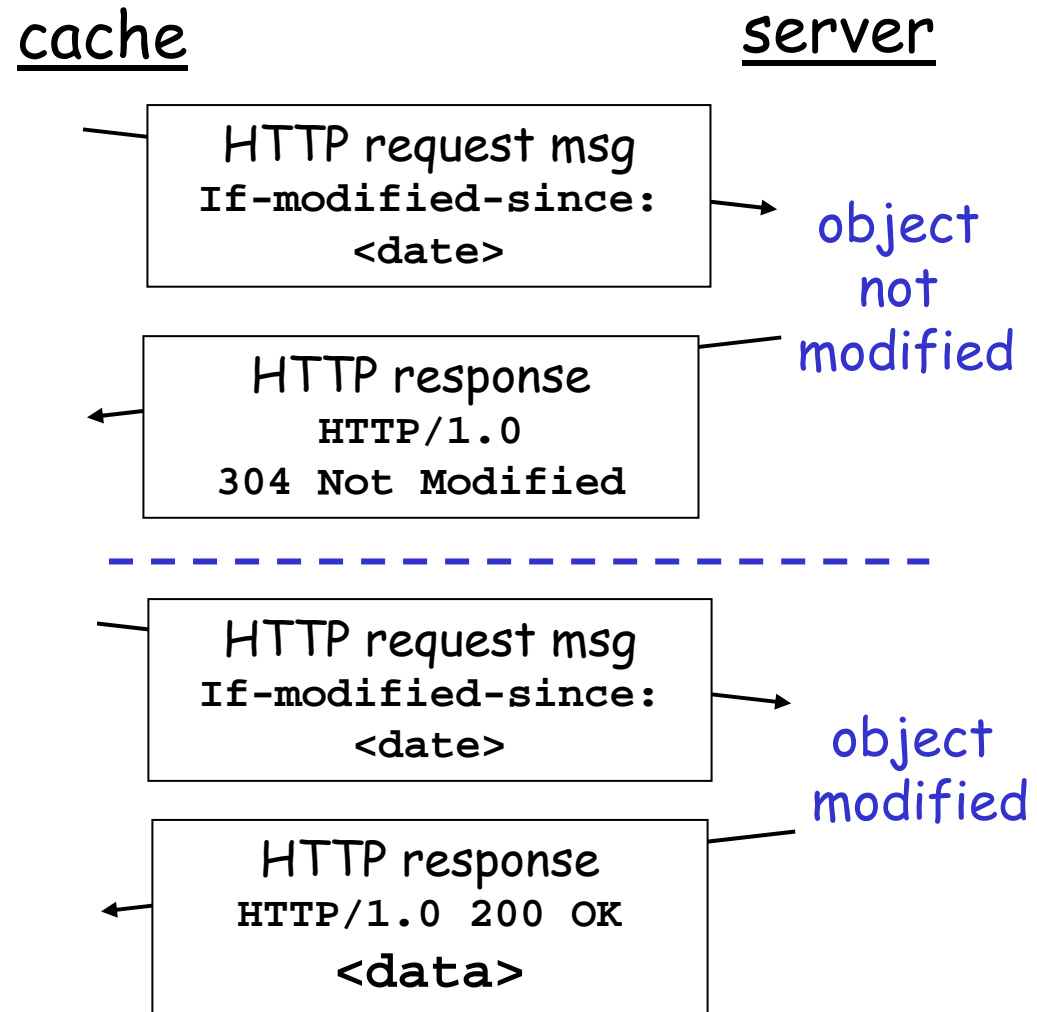 cache
server
HTTP request msg
If-modified-since:
<date>
object
not
modified
HTTP response
HTTP/1.0
304 Not Modified
HTTP request msg
If-modified-since:
<date>
object
modified
HTTP response
HTTP/1.0 200 OK
<data>